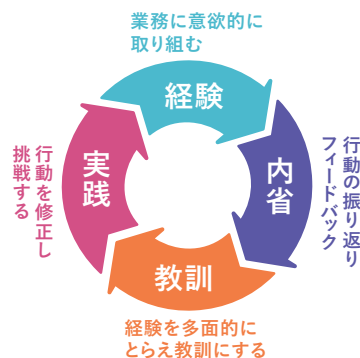 業務に意欲的に
取り組む
経験
内省
行動の振り返り
フィードバック
教訓
経験を多面的に
とらえ教訓にする
実践
行動を修正し
挑戦する